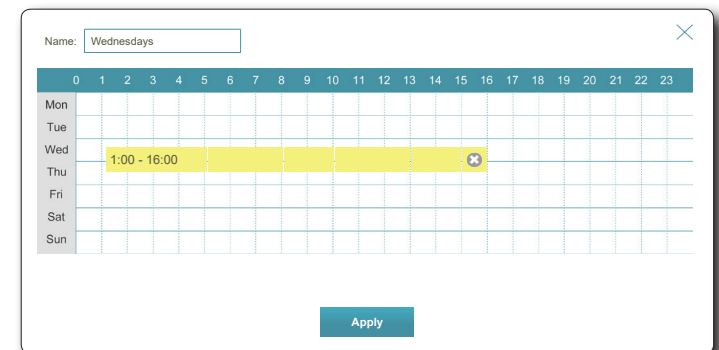 Name: Wednesdays
0 1 2 3 4 5 6 7 8 9 10 11 12 13 14 15 16 17 18 19 20 21 22 23
Mon
Tue
Wed
1:00 - 16:00
Thu
Fri
Sat
Sun
Apply